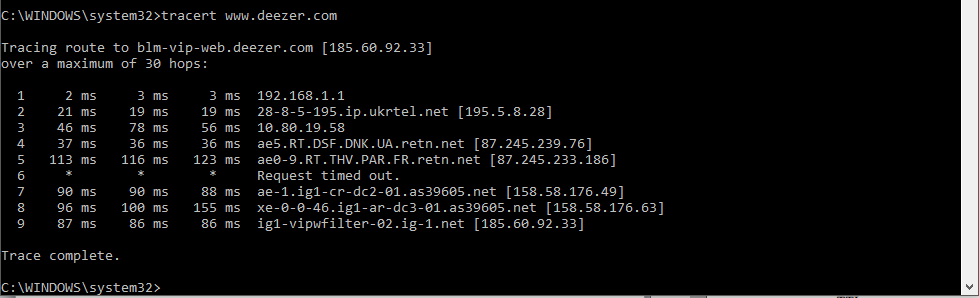 C:\WINDOWS\system32>tracert www.deezer.com
Tracing route to blm-vip-web.deezer.com [185.60.92.33]
over a maximum of 30 hops:
1 2 ms 3 ms 3 ms 192.168.1.1
2 21 ms 19 ms 19 ms 28-8-5-195.ip.ukrtel.net [195.5.8.28]
3 46 ms 78 ms 56 ms 10.80.19.58
4 37 ms 36 ms 36 ms ae5.RT.DSF.DNK.UA.retn.net [87.245.239.76]
5 113 ms 116 ms 123 ms ae0-9.RT.THV.PAR.FR.retn.net [87.245.233.186]
6 * * * Request timed out.
7 90 ms 90 ms 88 ms ae-1.ig1-cr-dc2-01.as39605.net [158.58.176.49]
8 96 ms 100 ms 155 ms xe-0-0-46.ig1-ar-dc3-01.as39605.net [158.58.176.63]
9 87 ms 86 ms 86 ms ig1-vipwfilter-02.ig-1.net [185.60.92.33]
Trace complete.
C:\WINDOWS\system32>